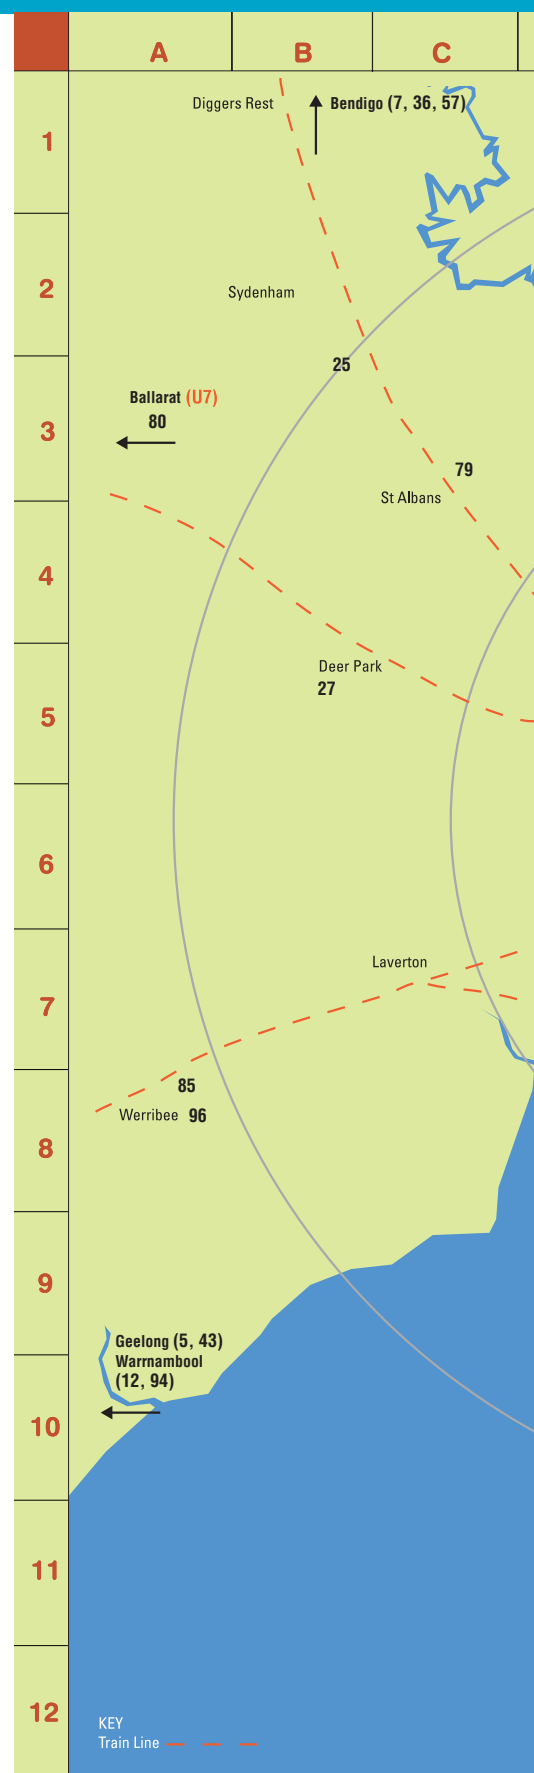 A B C
1
Diggers Rest
Bendigo (7, 36, 57)
2
Sydenham
25
3
Ballarat (U7)
80
79
St Albans
4
Deer Park
27
5
6
Laverton
7
85
Werribee 96
8
9
Geelong (5, 43)
Warrnambool
(12, 94)
10
11
12
KEY
Train Line